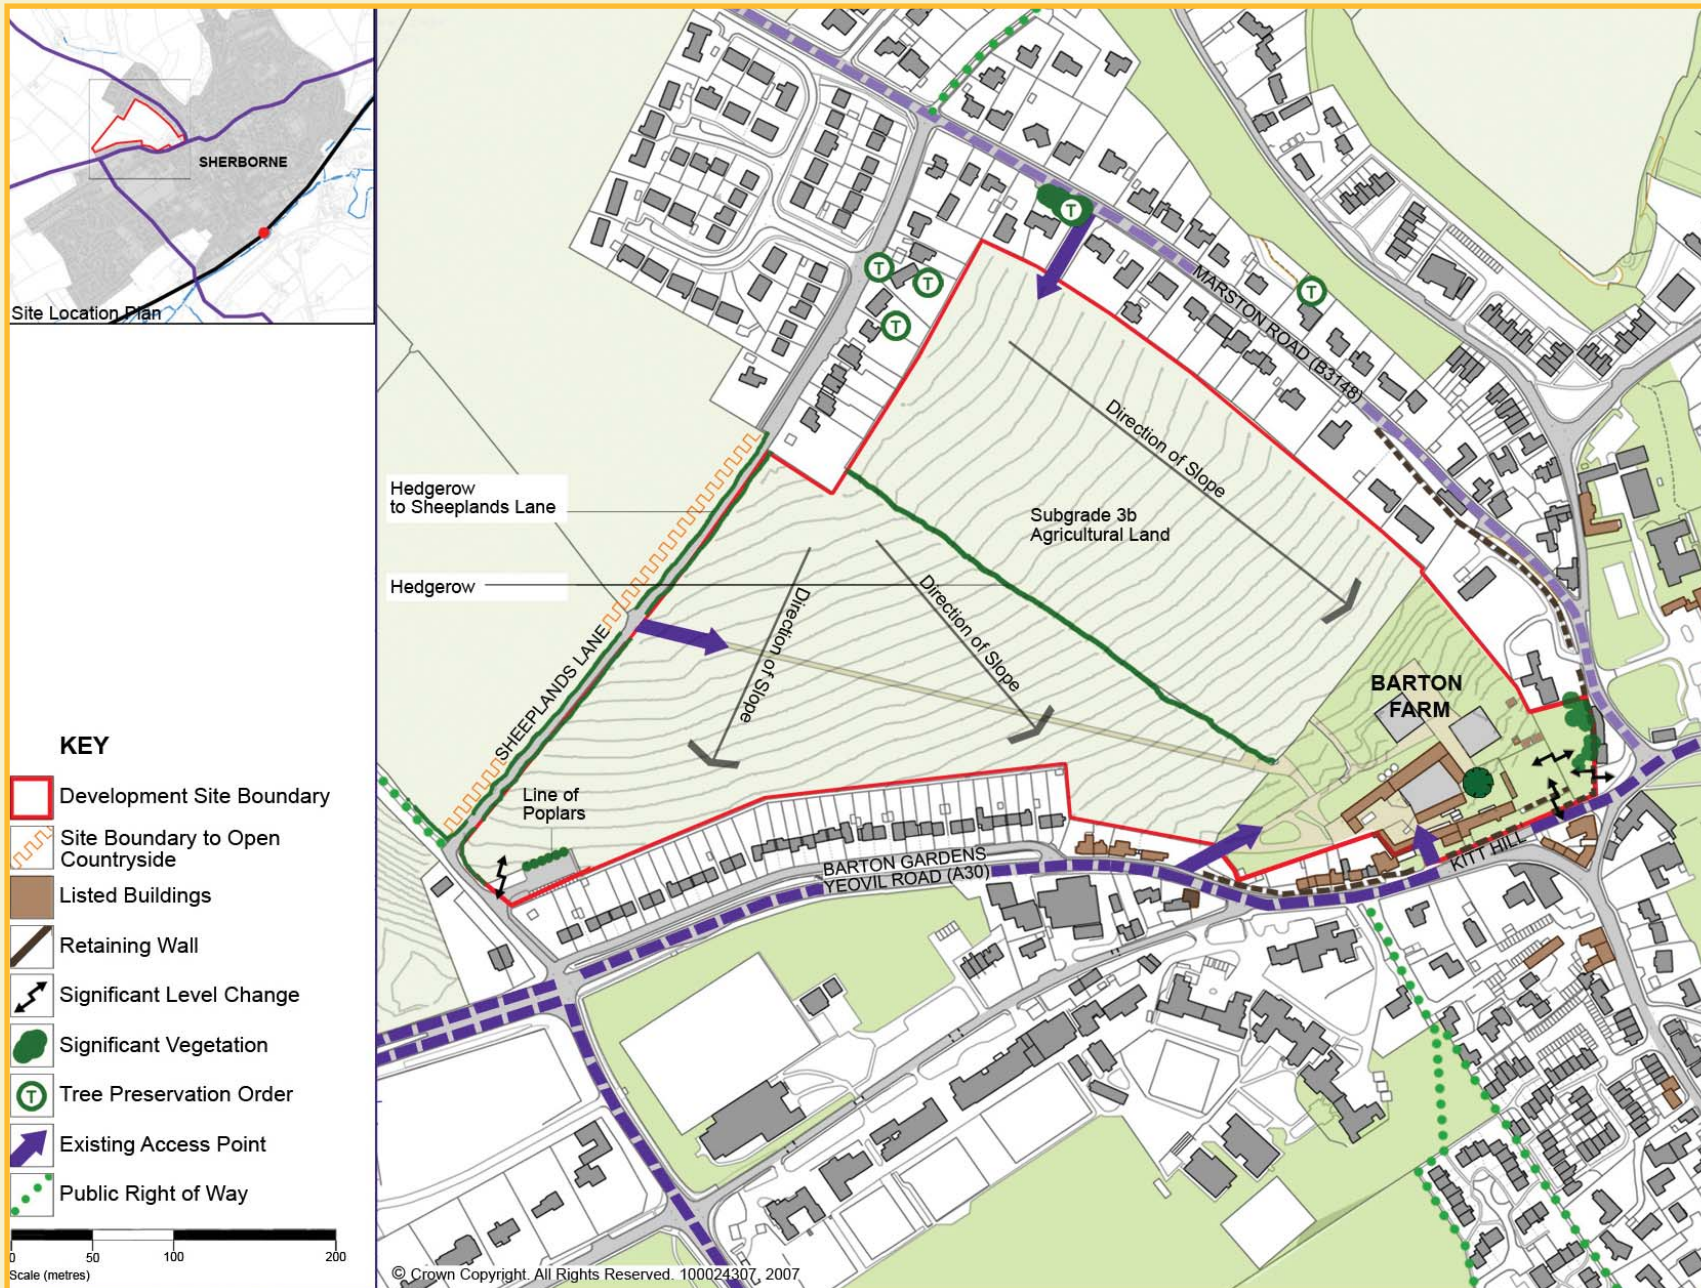 SHERBORNE
Site Location Plan
KEY
Development Site Boundary
Site Boundary to Open
Countryside
Listed Buildings
Retaining Wall
Significant Level Change
Significant Vegetation
T
Tree Preservation Order
Existing Access Point
Public Right of Way
0 50 100 200
Scale (metres)
T
T
T
T
T
MARSTON ROAD (B3148)
Direction of Slope
Hedgerow
to Sheeplands Lane
Subgrade 3b
Agricultural Land
Hedgerow
Direction of Slope
Direction of Slope
SHEEPLANDS LANE
BARTON
FARM
Line of
Poplars
BARTON GARDENS
YEOVIL ROAD (A30)
KITT HILL
© Crown Copyright. All Rights Reserved. 100024307, 2007